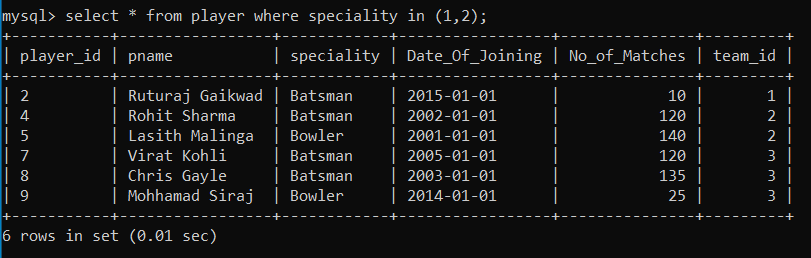 mysql> select * from player where speciality in (1,2);
+-----------+-----------------+------------+-----------------+---------------+---------+
| player_id | pname           | speciality | Date_Of_Joining | No_of_Matches | team_id |
+-----------+-----------------+------------+-----------------+---------------+---------+
| 2         | Ruturaj Gaikwad | Batsman    | 2015-01-01      |            10 |       1 |
| 4         | Rohit Sharma    | Batsman    | 2002-01-01      |           120 |       2 |
| 5         | Lasith Malinga  | Bowler     | 2001-01-01      |           140 |       2 |
| 7         | Virat Kohli     | Batsman    | 2005-01-01      |           120 |       3 |
| 8         | Chris Gayle     | Batsman    | 2003-01-01      |           135 |       3 |
| 9         | Mohhamad Siraj  | Bowler     | 2014-01-01      |            25 |       3 |
+-----------+-----------------+------------+-----------------+---------------+---------+
6 rows in set (0.01 sec)